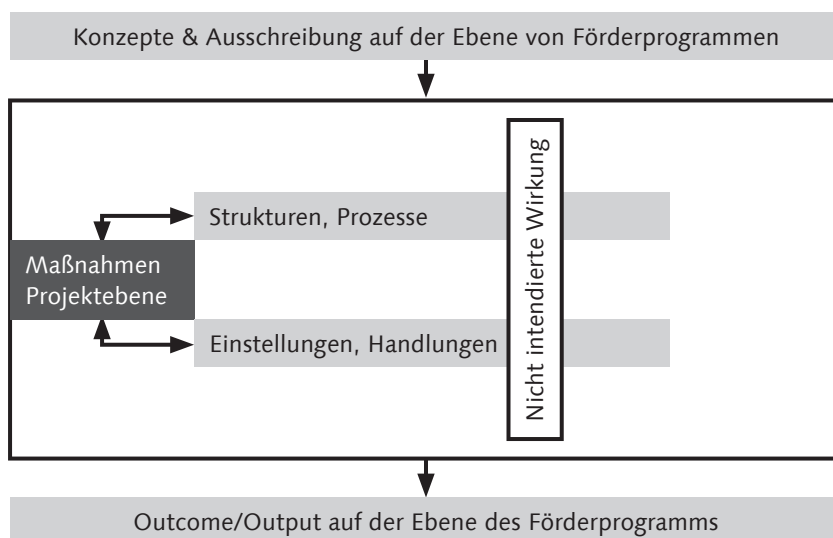 Konzepte & Ausschreibung auf der Ebene von Förderprogrammen
Strukturen, Prozesse
Maßnahmen
Projektebene
Einstellungen, Handlungen
Nicht intendierte Wirkung
Outcome/Output auf der Ebene des Förderprogramms